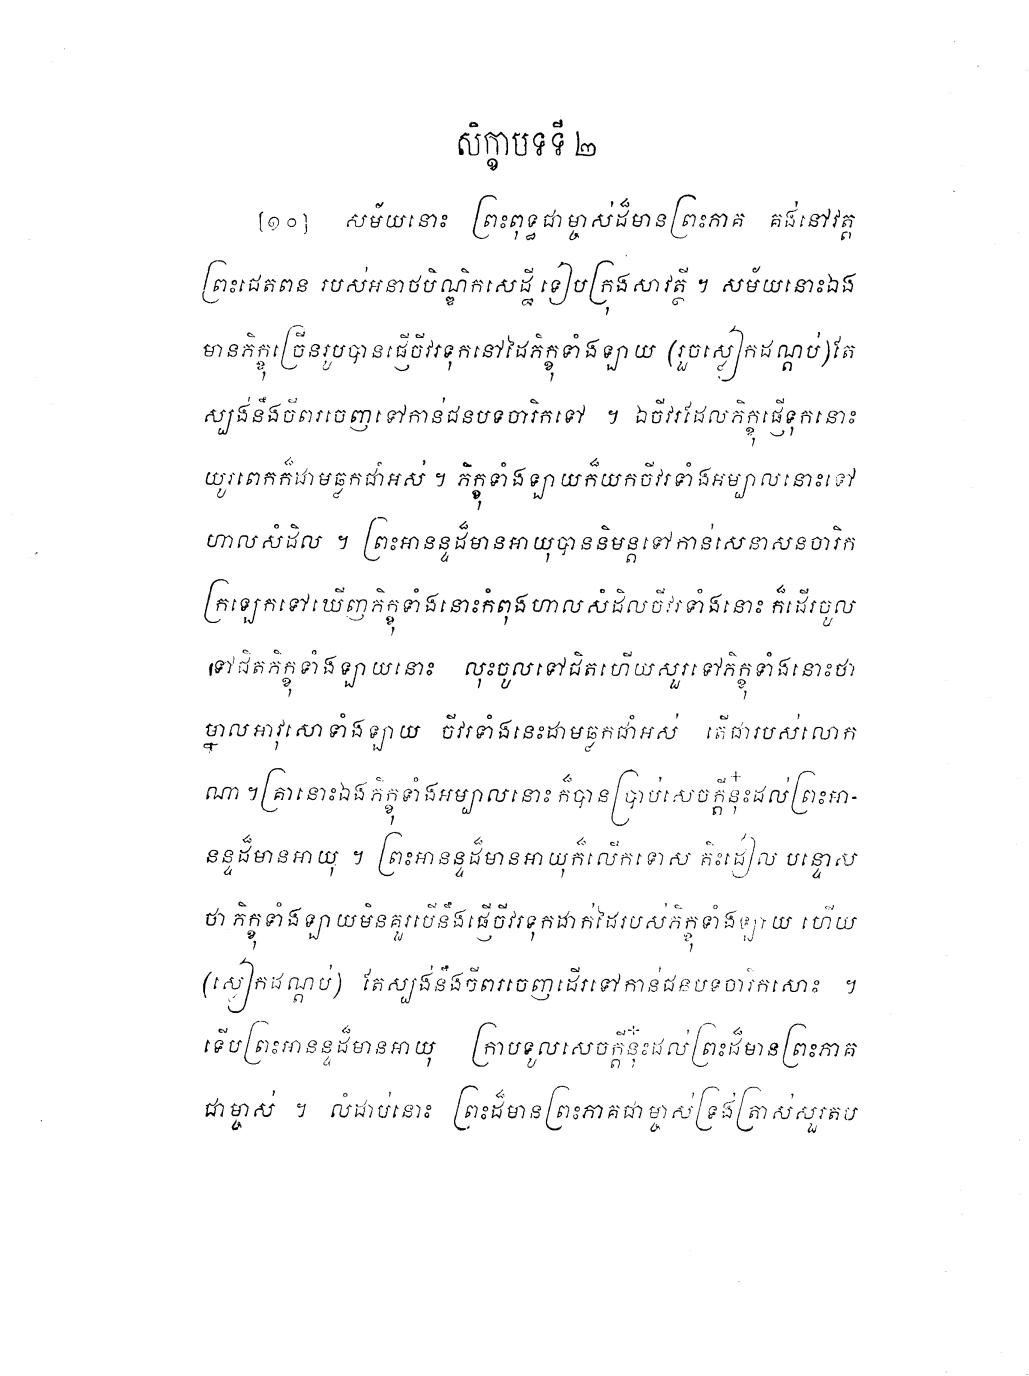 សិក្ខាបទទី ២
[១០] សម័យនោះ ព្រះពុទ្ធជាម្ចាស់ដ៏មានព្រះភាគ គង់នៅវត្ត
ព្រះជេតពន របស់អនាថបិណ្ឌិកសេដ្ឋី ទៀបក្រុងសាវត្ថី ។ សម័យនោះឯង
មានភិក្ខុច្រើនរូបបានផ្ញើចីវរទុកនៅដៃភិក្ខុទាំងឡាយ (រួចស្លៀកដណ្តប់)តែ
ស្បង់នឹងចីពរចេញទៅកាន់ជនបទចារិកទៅ ។ ឯចីវរដែលភិក្ខុផ្ញើទុកនោះ
យូរពេកក៏ដាមធ្លុកដាំអស់ ។ ភិក្ខុទាំងឡាយក៏យកចីវរទាំងអម្បាលនោះទៅ
ហាលសំដិល ។ ព្រះអានន្ទដ៏មានអាយុបាននិមន្តទៅកាន់សេនាសនចារិក
ក្រឡេកទៅឃើញភិក្ខុទាំងនោះកំពុងហាលសំដិលចីវរទាំងនោះ ក៏ដើរចូល
ទៅជិតភិក្ខុទាំងឡាយនោះ លុះចូលទៅជិតហើយសួរទៅភិក្ខុទាំងនោះថា
ម្នាលអាវុសោទាំងឡាយ ចីវរទាំងនេះដាមធ្លុកដាំអស់ តើជារបស់លោក
ណា ។ គ្រានោះឯងភិក្ខុទាំងអម្បាលនោះ ក៏បានប្រាប់សេចក្តីនុ៎ះដល់ព្រះអា-
នន្ទដ៏មានអាយុ ។ ព្រះអានន្ទដ៏មានអាយុក៏លើកទោស តិះដៀល បន្ទោស
ថា ភិក្ខុទាំងឡាយមិនគួរបើនឹងផ្ញើចីវរទុកដាក់ដៃរបស់ភិក្ខុទាំងឡាយ ហើយ
(ស្លៀកដណ្តប់) តែស្បង់នឹងចីពរចេញដើរទៅកាន់ជនបទចារិកសោះ ។
ទើបព្រះអានន្ទដ៏មានអាយុ ក្រាបទូលសេចក្តីនុ៎ះដល់ព្រះដ៏មានព្រះភាគ
ជាម្ចាស់ ។ លំដាប់នោះ ព្រះដ៏មានព្រះភាគជាម្ចាស់ទ្រង់ត្រាស់សួរតប